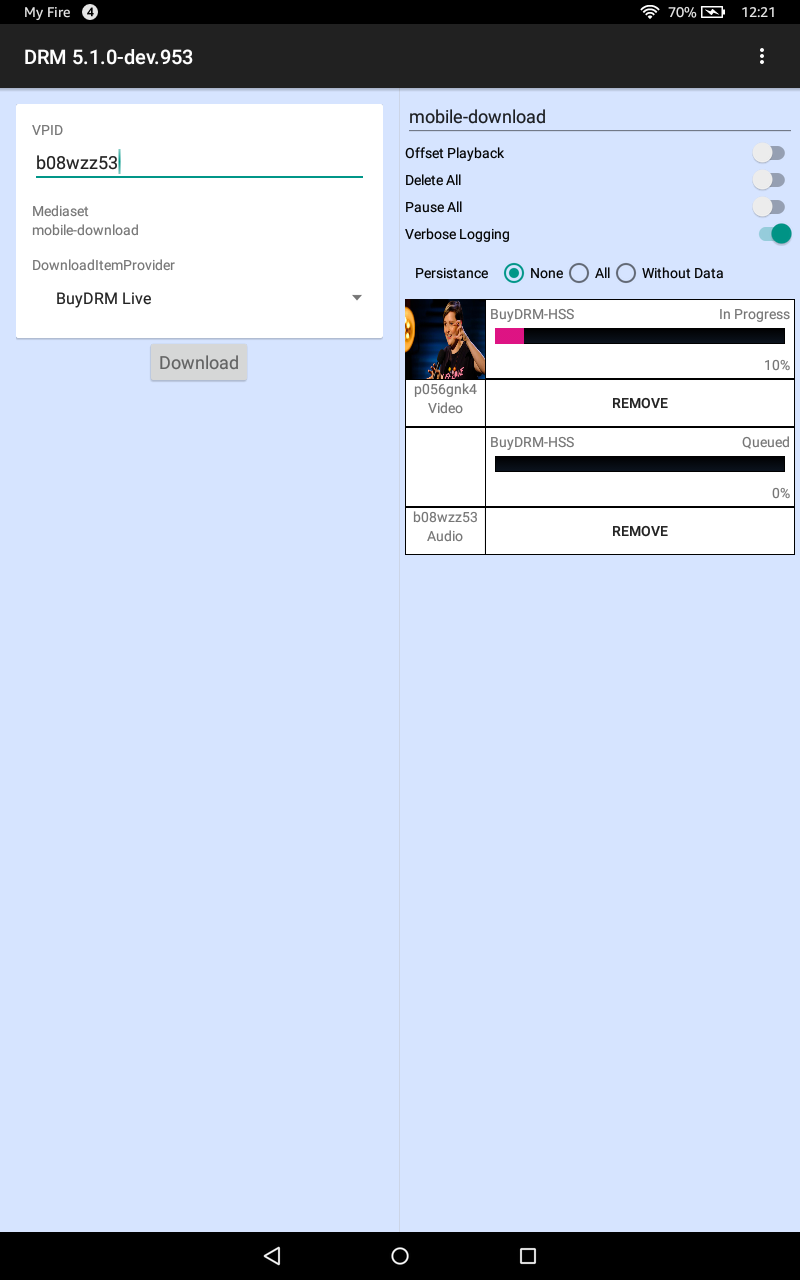 My Fire 4 70% 12:21
DRM 5.1.0-dev.953
VPID
b08wzz53
Mediaset
mobile-download
DownloadItemProvider
BuyDRM Live
Download
mobile-download
Offset Playback
Delete All
Pause All
Verbose Logging
Persistance None All Without Data
BuyDRM-HSS In Progress
10%
p056gnk4
Video
REMOVE
BuyDRM-HSS Queued
0%
b08wzz53
Audio
REMOVE